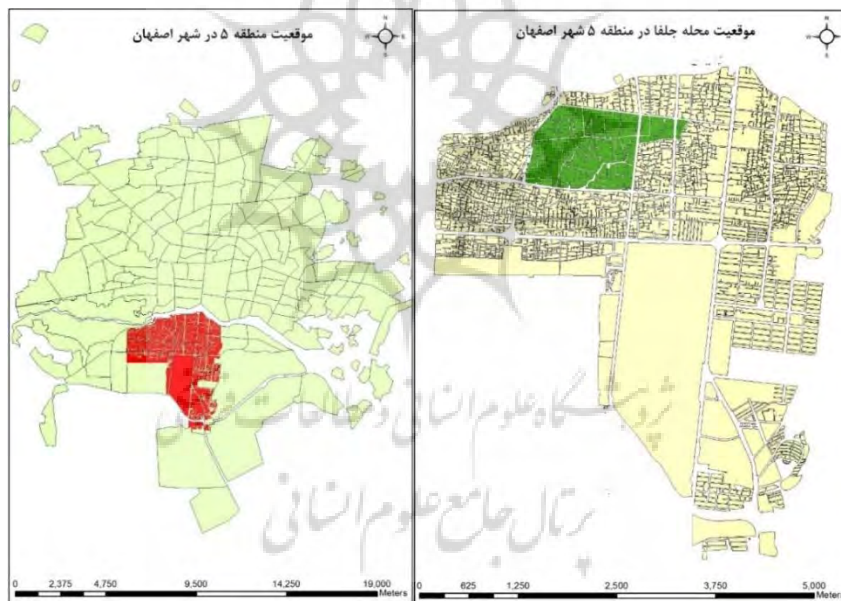 موقعیت منطقه ۵ در شهر اصفهان
N
W
E
S
موقعیت محله جلفا در منطقه ۵ شهر اصفهان
N
W
E
S
پژوهشگاه علوم انسانی و مطالعات فرهنگی
پرتال جامع علوم انسانی
0 2,375 4,750 9,500 14,250 19,000
Meters
0 625 1,250 2,500 3,750 5,000
Meters